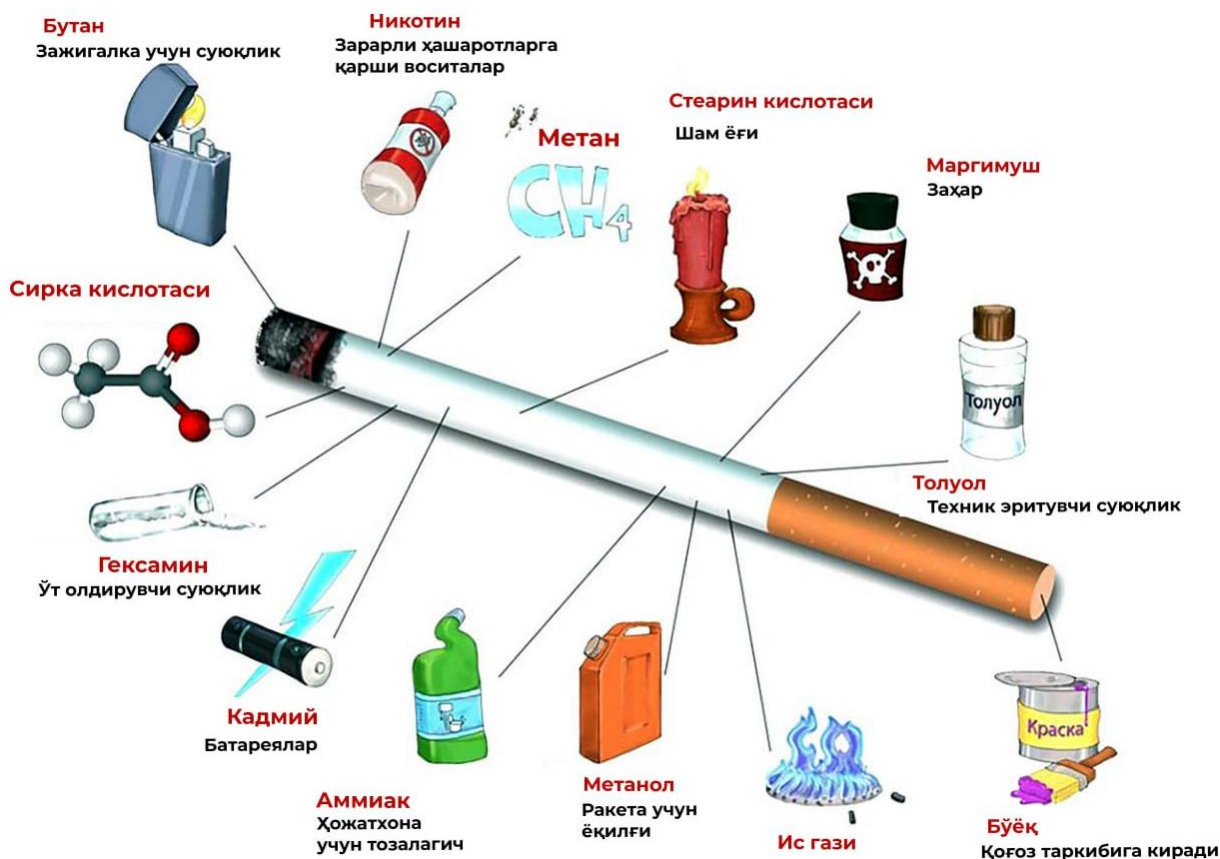 Бутан
Зажигалка учун суюқлик
Никотин
Зарарли ҳашаротларга
қарши воситалар
Метан
CH4
Стеарин кислотаси
Шам ёғи
Маргимуш
Заҳар
Сирка кислотаси
Толуол
Толуол
Техник эритувчи суюқлик
Гексамин
Ўт олдирувчи суюқлик
Кадмий
Батареялар
Аммиак
Ҳожатхона
учун тозалагич
Метанол
Ракета учун
ёқилғи
Ис гази
Краска
Бўёқ
Қоғоз таркибига киради